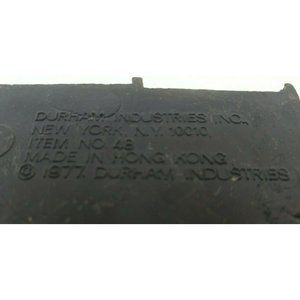 DURHAM INDUSTRIES INC.,
NEW YORK, N.Y. 10010,
ITEM NO. 48
MADE IN HONG KONG
© 1977 DURHAM INDUSTRIES